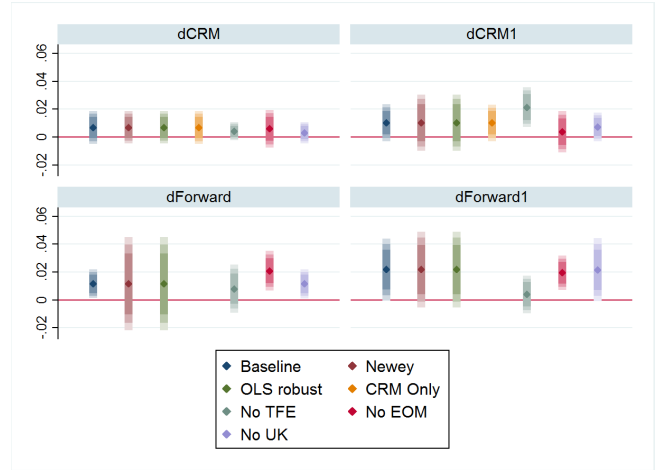 dCRM dCRM1
.06
.04
.02
0
-.02
dForward dForward1
.06
.04
.02
0
-.02
Baseline Newey
OLS robust CRM Only
No TFE No EOM
No UK